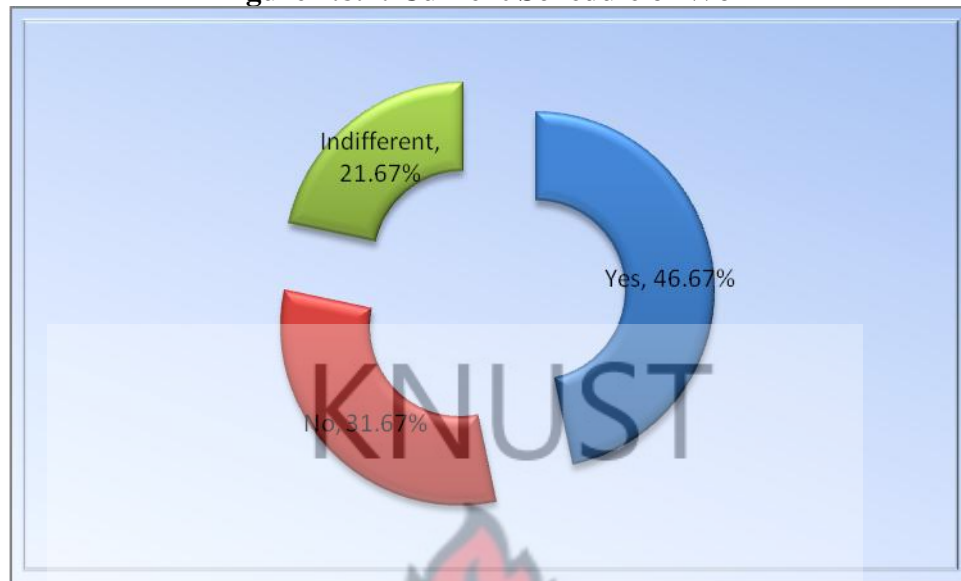 Indifferent,
21.67%
Yes, 46.67%
No, 31.67%
KNUST